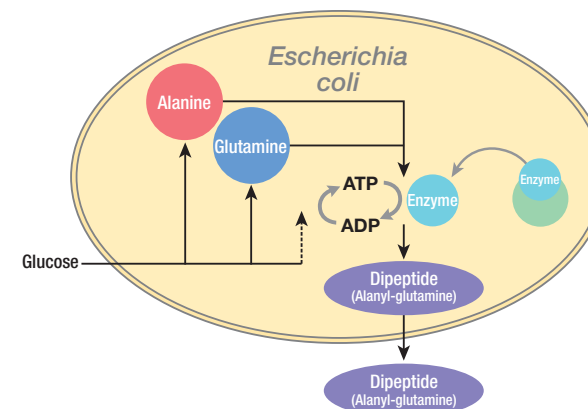 Escherichia
coli
Alanine
Glutamine
ATP
ADP
Enzyme
Enzyme
Glucose
Dipeptide
(Alanyl-glutamine)
Dipeptide
(Alanyl-glutamine)